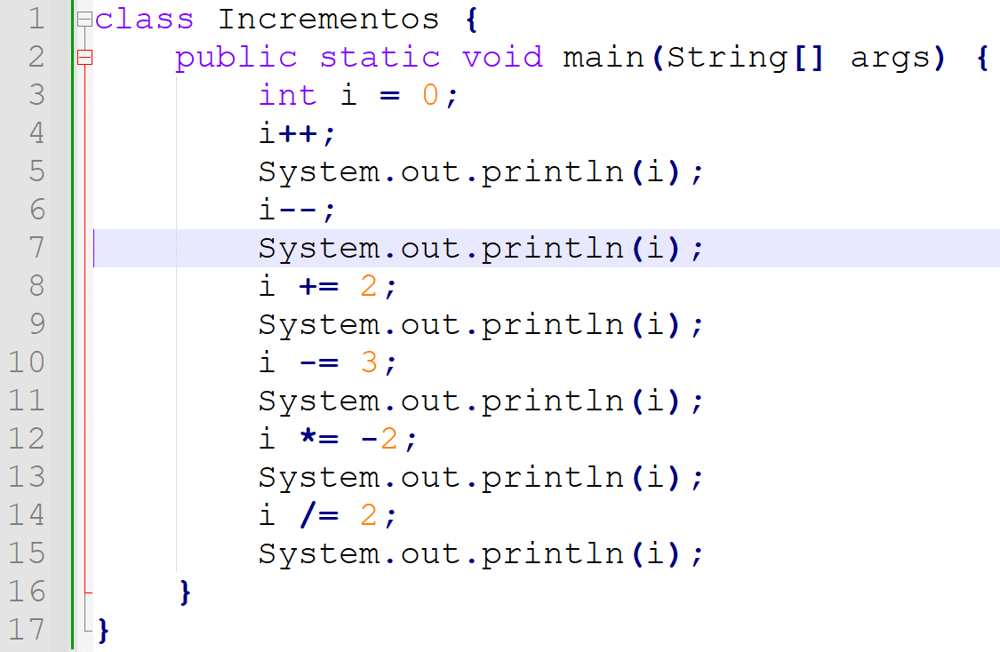 1 class Incrementos {
2 public static void main(String[] args) {
3 int i = 0;
4 i++;
5 System.out.println(i);
6 i--;
7 System.out.println(i);
8 i += 2;
9 System.out.println(i);
10 i -= 3;
11 System.out.println(i);
12 i *= -2;
13 System.out.println(i);
14 i /= 2;
15 System.out.println(i);
16 }
17 }